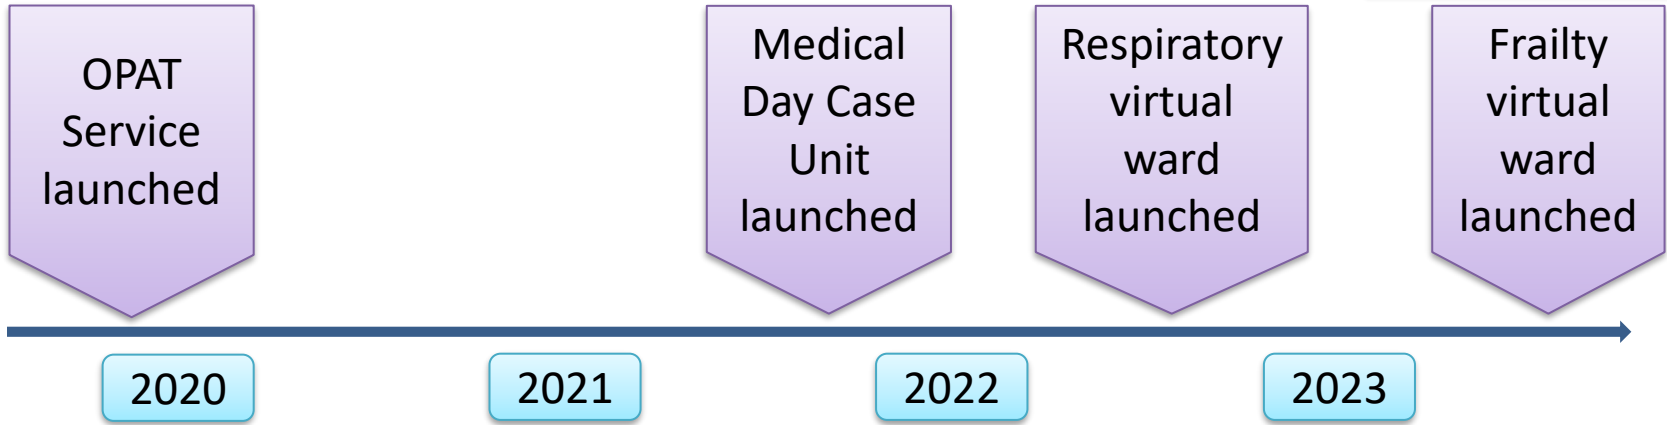 OPAT
Service
launched
Medical
Day Case
Unit
launched
Respiratory
virtual
ward
launched
Frailty
virtual
ward
launched
2020
2021
2022
2023